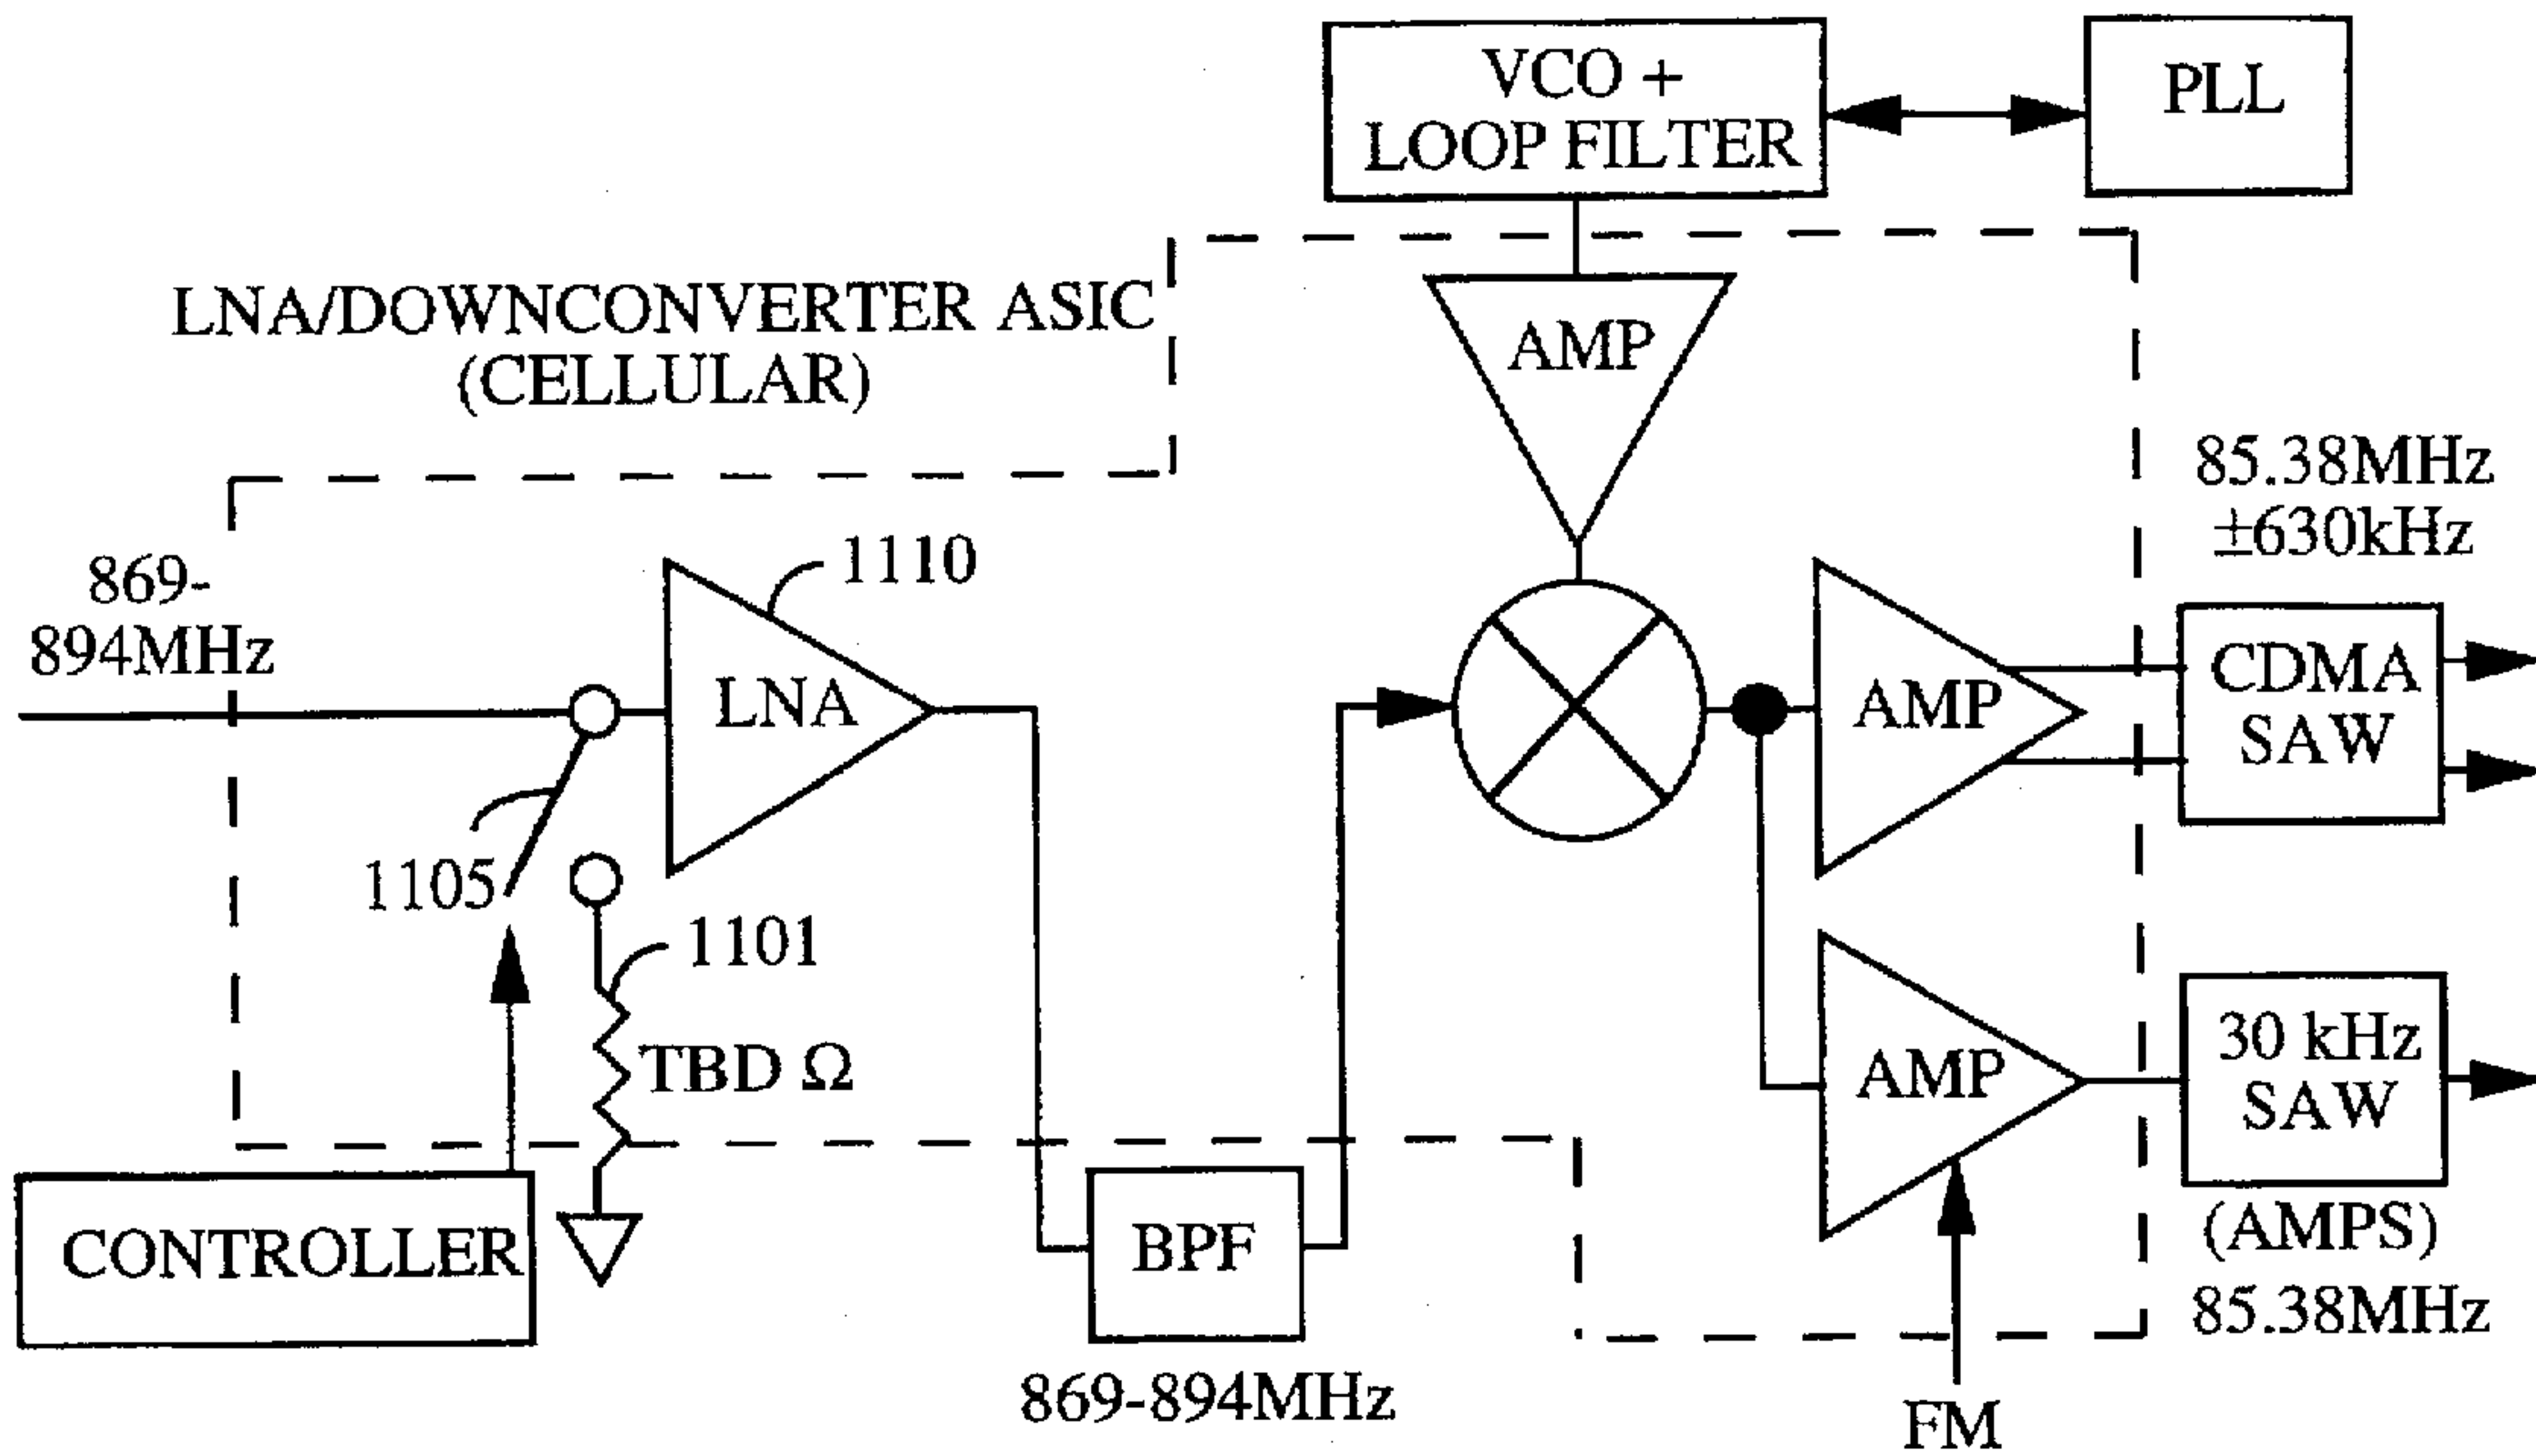 VCO +
LOOP FILTER
PLL
LNA/DOWNCONVERTER ASIC
(CELLULAR)
AMP
85.38MHz
±630kHz
869-
894MHz
1110
LNA
AMP
CDMA
SAW
1105
1101
TBD Ω
AMP
30 kHz
SAW
(AMPS)
85.38MHz
CONTROLLER
BPF
869-894MHz
FM